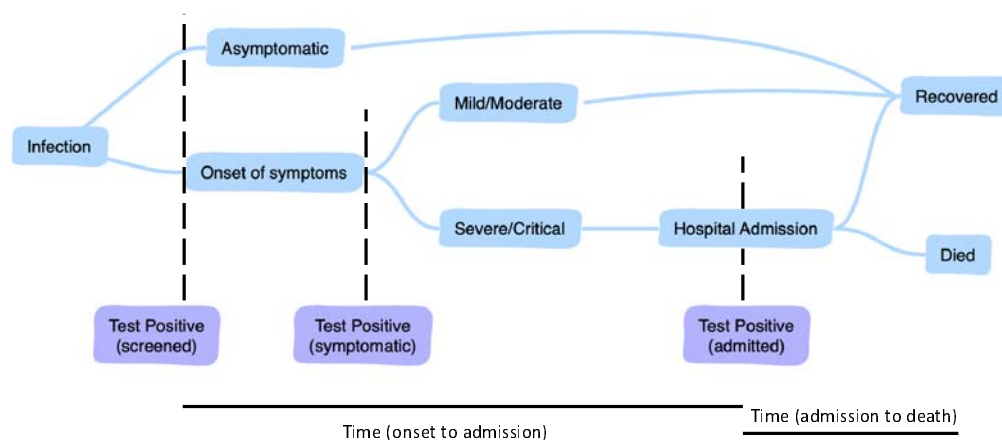 Asymptomatic
Mild/Moderate
Recovered
Infection
Onset of symptoms
Severe/Critical
Hospital Admission
Died
Test Positive
(screened)
Test Positive
(symptomatic)
Test Positive
(admitted)
Time (onset to admission)
Time (admission to death)